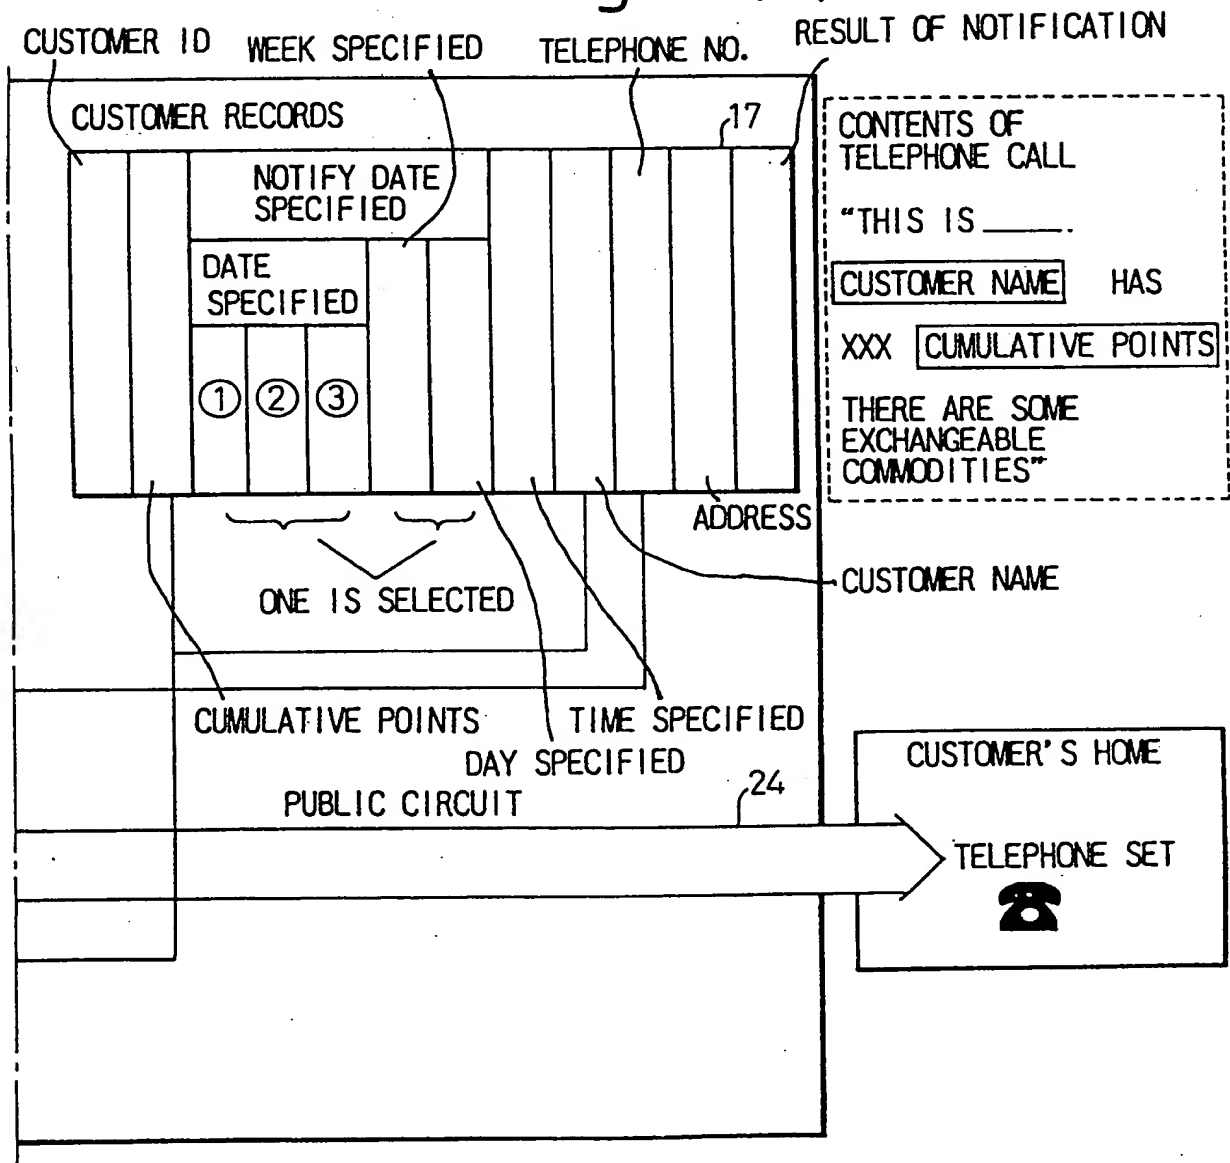 CUSTOMER ID
WEEK SPECIFIED
TELEPHONE NO.
RESULT OF NOTIFICATION
CUSTOMER RECORDS
17
NOTIFY DATE
SPECIFIED
DATE
SPECIFIED
① ② ③
ADDRESS
ONE IS SELECTED
CUSTOMER NAME
CUMULATIVE POINTS
TIME SPECIFIED
DAY SPECIFIED
PUBLIC CIRCUIT
24
CONTENTS OF
TELEPHONE CALL
"THIS IS ____.
CUSTOMER NAME HAS
XXX CUMULATIVE POINTS
THERE ARE SOME
EXCHANGEABLE
COMMODITIES"
CUSTOMER'S HOME
TELEPHONE SET